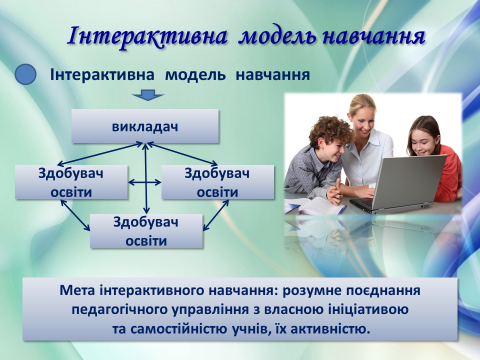 Інтерактивна модель навчання
Інтерактивна модель навчання
викладач
Здобувач
освіти
Здобувач
освіти
Здобувач
освіти
Мета інтерактивного навчання: розумне поєднання
педагогічного управління з власною ініціативою
та самостійністю учнів, їх активністю.